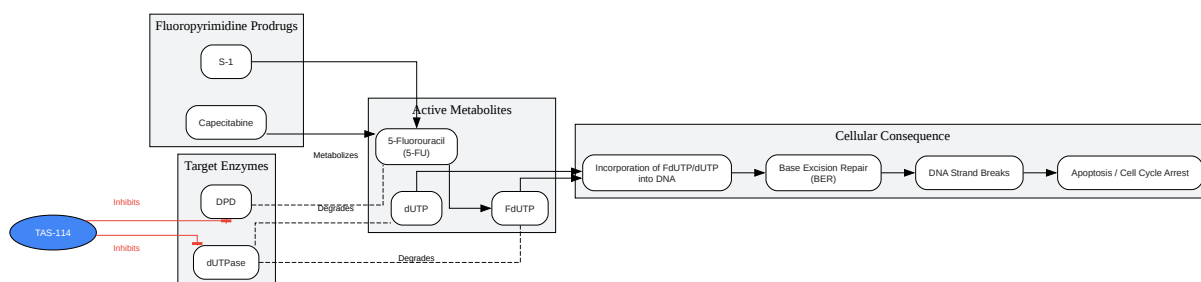 Fluoropyrimidine Prodrugs
S-1
Capecitabine
Metabolizes
Target Enzymes
DPD
dUTPase
TAS-114
Inhibits
Inhibits
Active Metabolites
5-Fluorouracil
(5-FU)
dUTP
FdUTP
Degrades
Degrades
Cellular Consequence
Incorporation of FdUTP/dUTP
into DNA
Base Excision Repair
(BER)
DNA Strand Breaks
Apoptosis / Cell Cycle Arrest